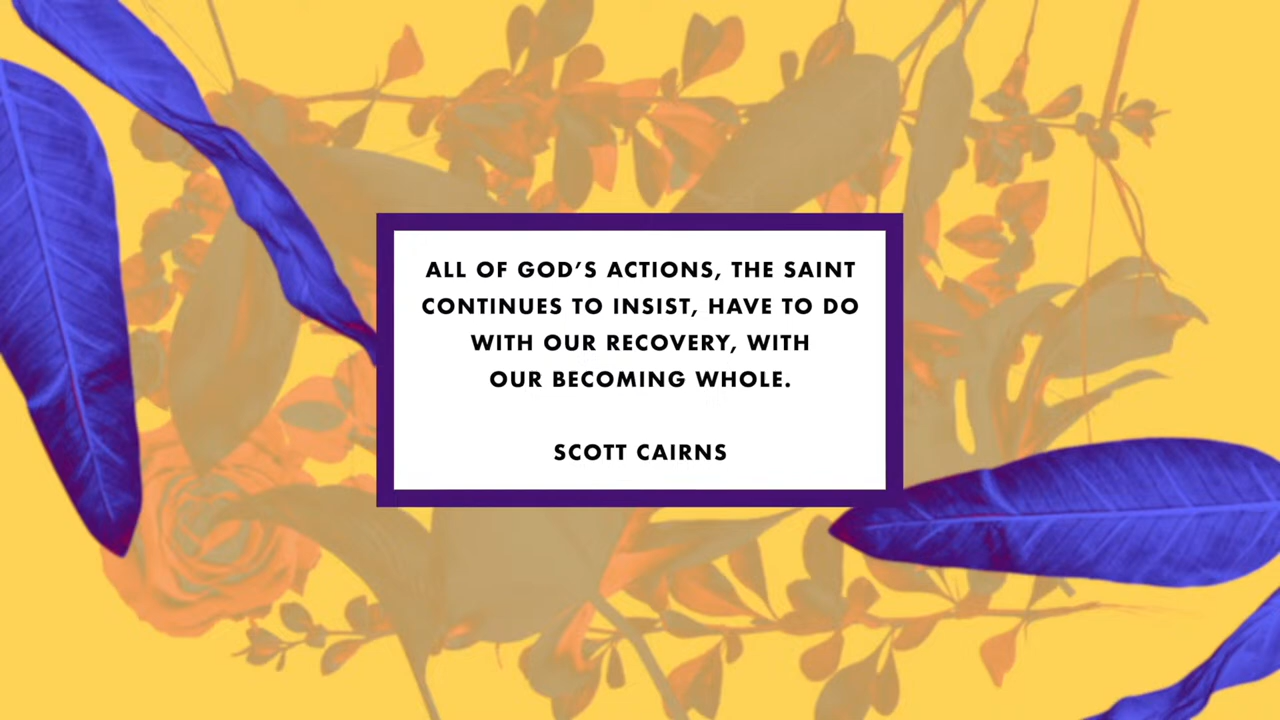 ALL OF GOD’S ACTIONS, THE SAINT
CONTINUES TO INSIST, HAVE TO DO
WITH OUR RECOVERY, WITH
OUR BECOMING WHOLE.
SCOTT CAIRNS